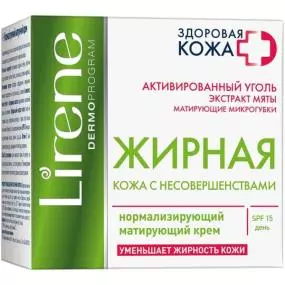 Lirene
DERMOPROGRAM
ЗДОРОВАЯ
КОЖА
АКТИВИРОВАННЫЙ УГОЛЬ
ЭКСТРАКТ МЯТЫ
МАТИРУЮЩИЕ МИКРОГУБКИ
ЖИРНАЯ
КОЖА С НЕСОВЕРШЕНСТВАМИ
нормализирующий
матирующий крем
SPF 15
день
УМЕНЬШАЕТ ЖИРНОСТЬ КОЖИ